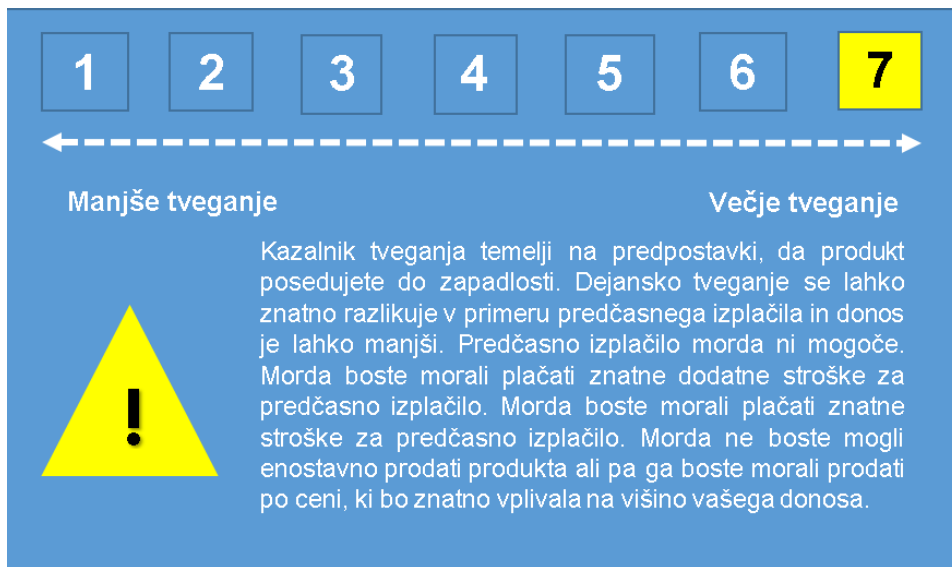 1 2 3 4 5 6 7
Manjše tveganje Večje tveganje
Kazalnik tveganja temelji na predpostavki, da produkt
posedujete do zapadlosti. Dejansko tveganje se lahko
znatno razlikuje v primeru predčasnega izplačila in donos
je lahko manjši. Predčasno izplačilo morda ni mogoče.
Morda boste morali plačati znatne dodatne stroške za
predčasno izplačilo. Morda boste morali plačati znatne
stroške za predčasno izplačilo. Morda ne boste mogli
enostavno prodati produkta ali pa ga boste morali prodati
po ceni, ki bo znatno vplivala na višino vašega donosa.
!